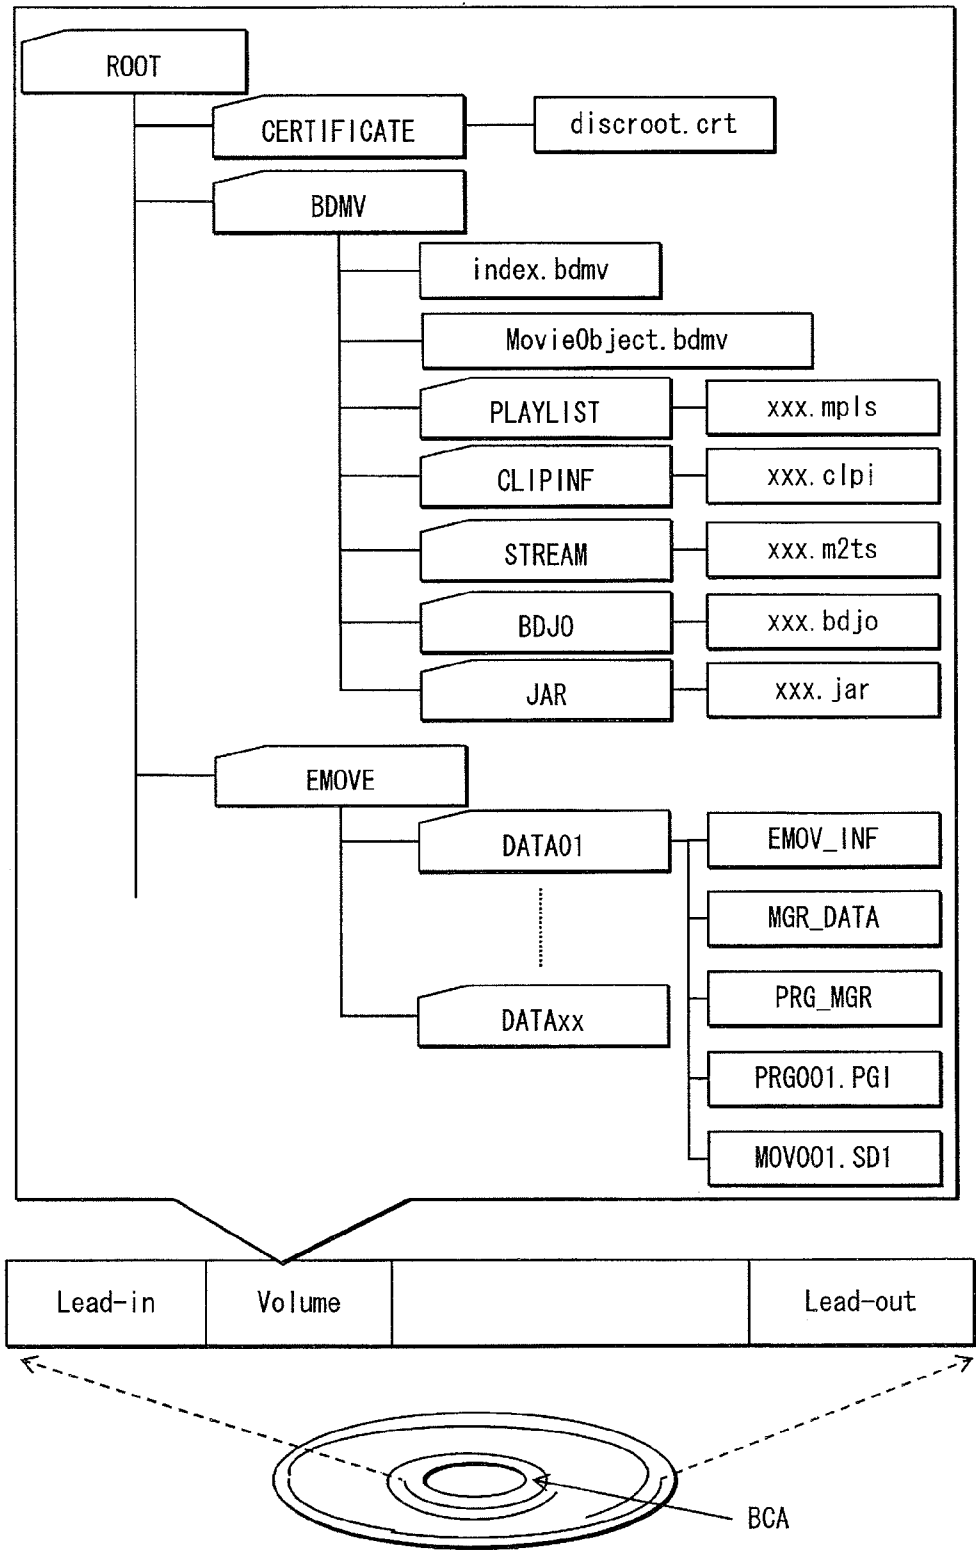 ROOT
CERTIFICATE
discroot.crt
BDMV
index.bdmv
MovieObject.bdmv
PLAYLIST
xxx.mpls
CLIPINF
xxx.clpi
STREAM
xxx.m2ts
BDJO
xxx.bdjo
JAR
xxx.jar
EMOVE
DATA01
EMOV_INF
MGR_DATA
PRG_MGR
DATAxx
PRG001.PGI
MOV001.SD1
Lead-in
Volume
Lead-out
BCA